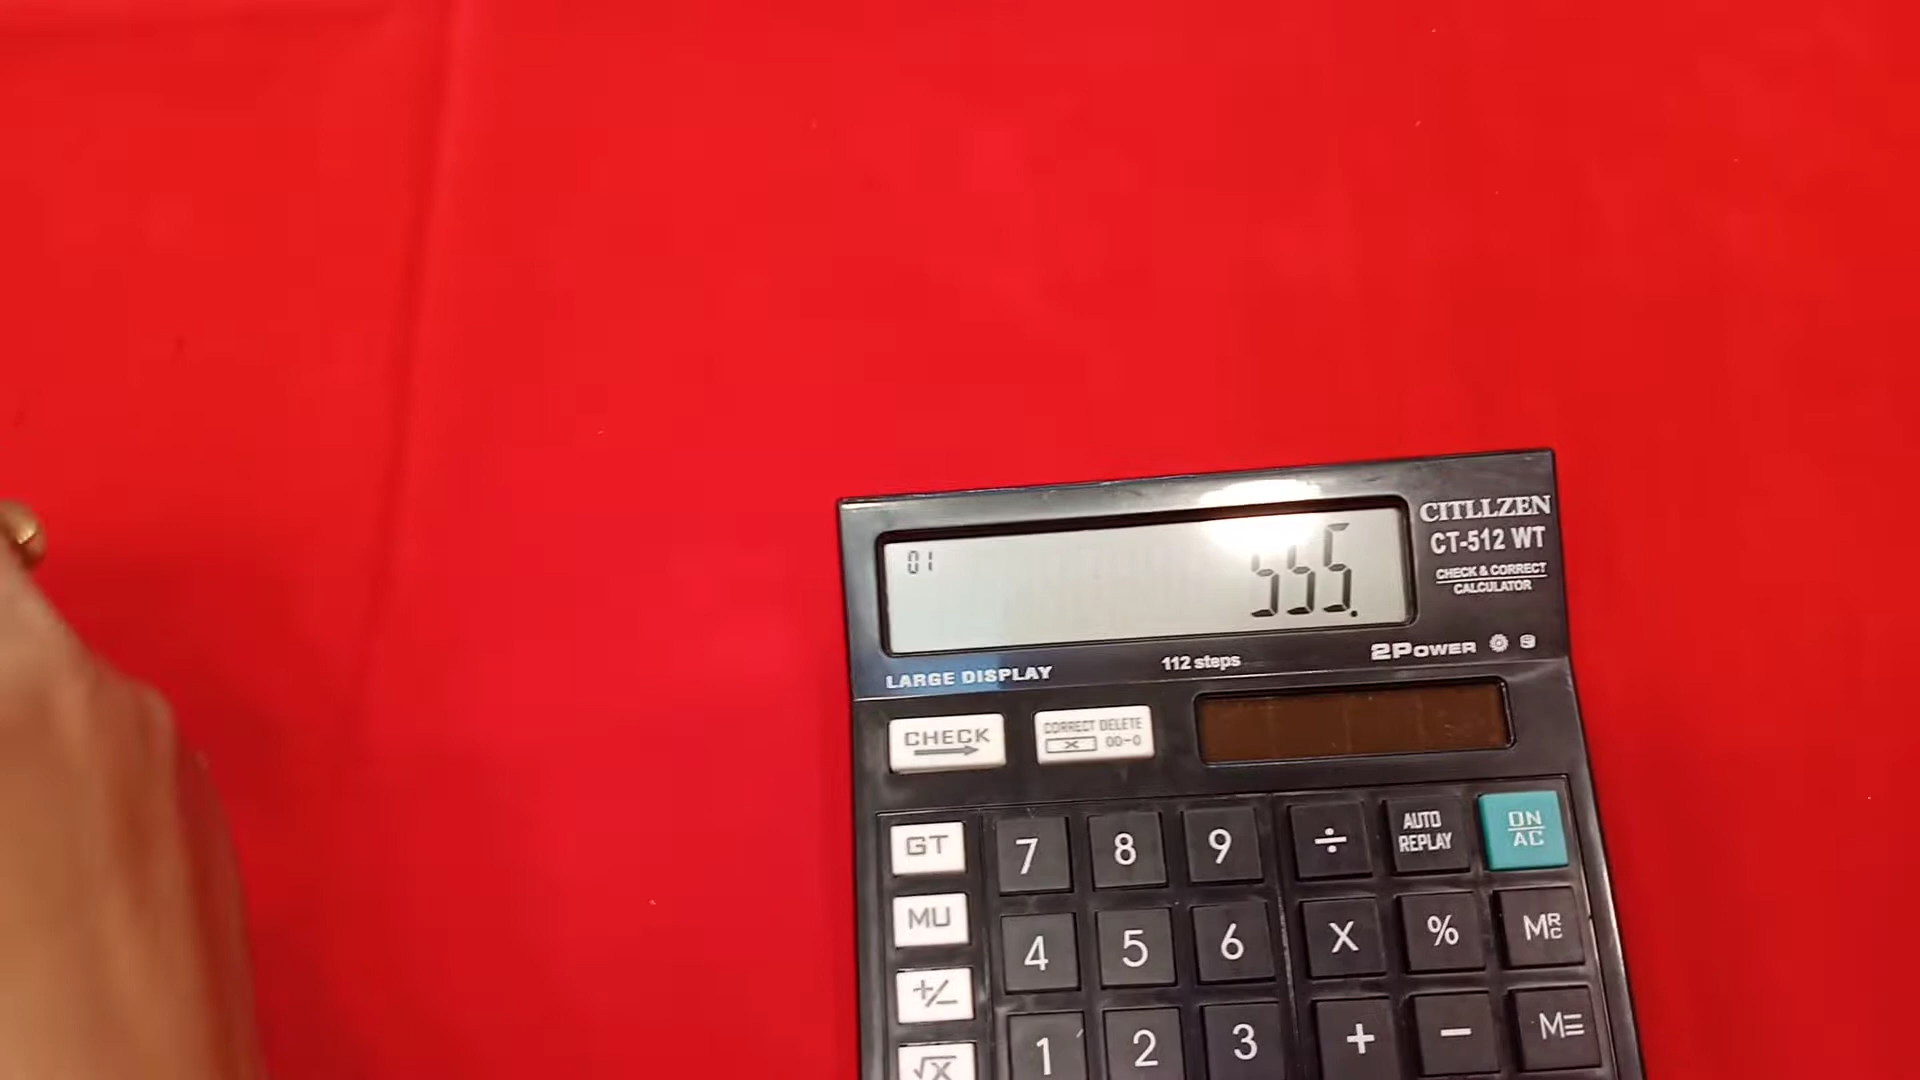 CITLLZEN
CT-512 WT
CHECK & CORRECT
CALCULATOR
01
555.
2POWER
LARGE DISPLAY
112 steps
CHECK
CORRECT DELETE
X 00→0
GT
7
8
9
÷
AUTO
REPLAY
ON
AC
MU
4
5
6
X
%
MRC
+/−
1
2
3
+
−
M=
√X